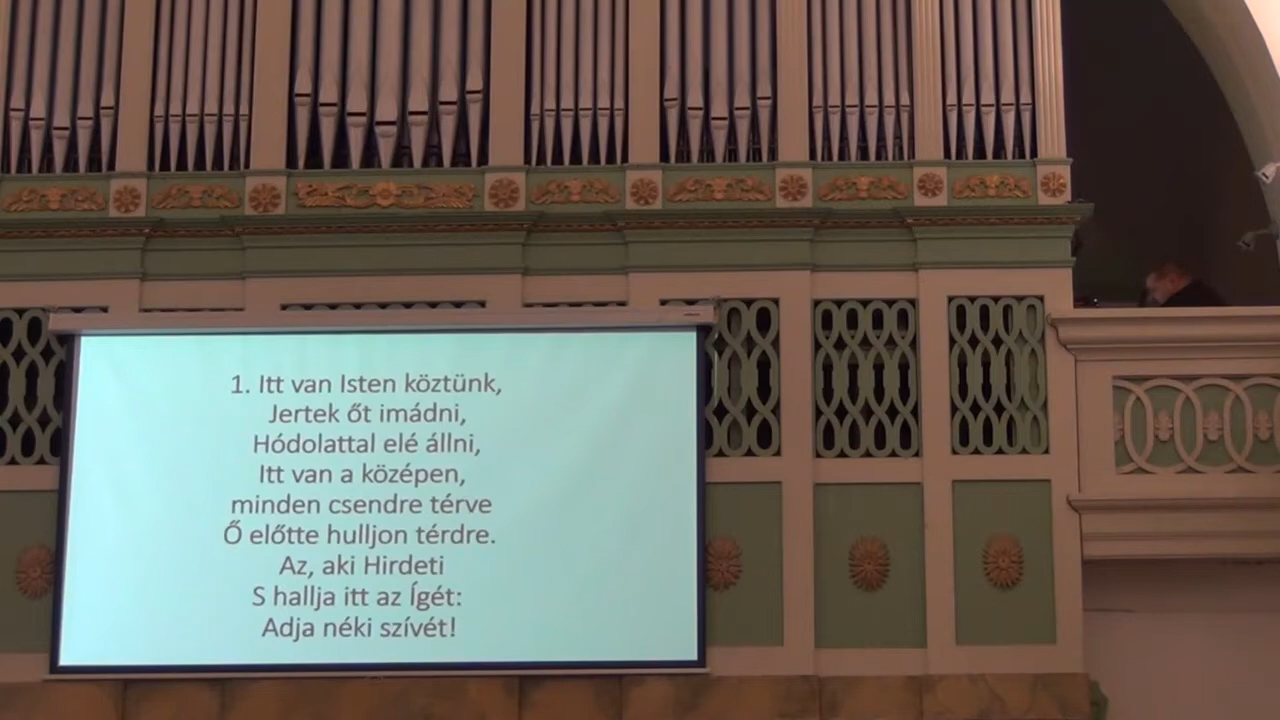 1. Itt van Isten köztünk,
Jertek őt imádni,
Hódolattal elé állni,
Itt van a középen,
minden csendre térve
Ő előtte hulljon térdre.
Az, aki Hirdeti
S hallja itt az Ígét:
Adja néki szívét!